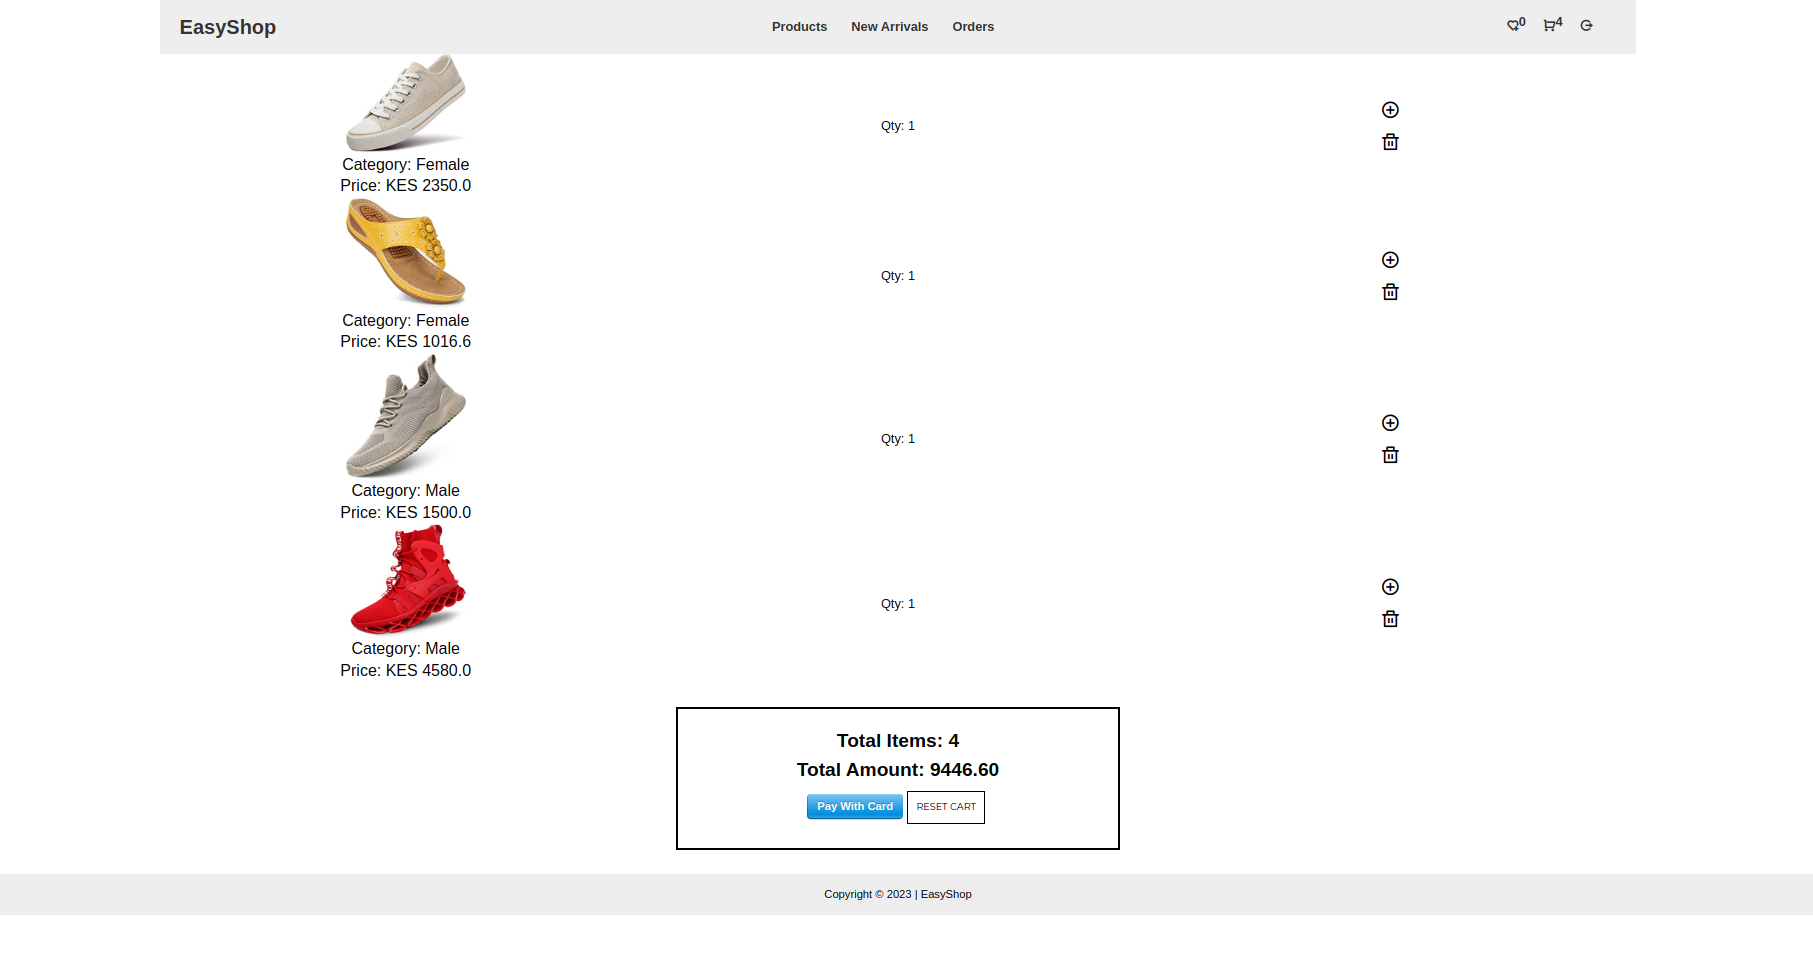 EasyShop
Products New Arrivals Orders
0 4
Qty: 1
Category: Female
Price: KES 2350.0
Qty: 1
Category: Female
Price: KES 1016.6
Qty: 1
Category: Male
Price: KES 1500.0
Qty: 1
Category: Male
Price: KES 4580.0
Total Items: 4
Total Amount: 9446.60
Pay With Card RESET CART
Copyright © 2023 | EasyShop